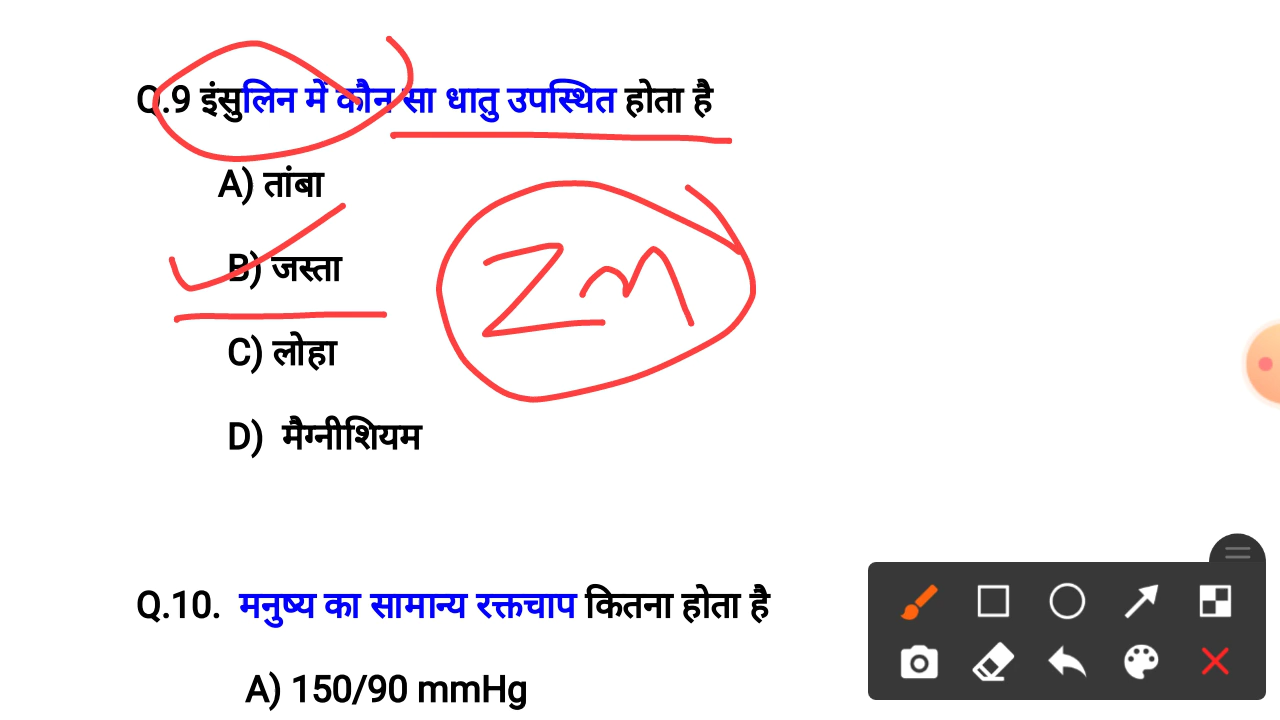 Q.9 इंसुलिन में कौन सा धातु उपस्थित होता है
A) तांबा
B) जस्ता
Zn
C) लोहा
D) मैग्नीशियम
Q.10. मनुष्य का सामान्य रक्तचाप कितना होता है
A) 150/90 mmHg